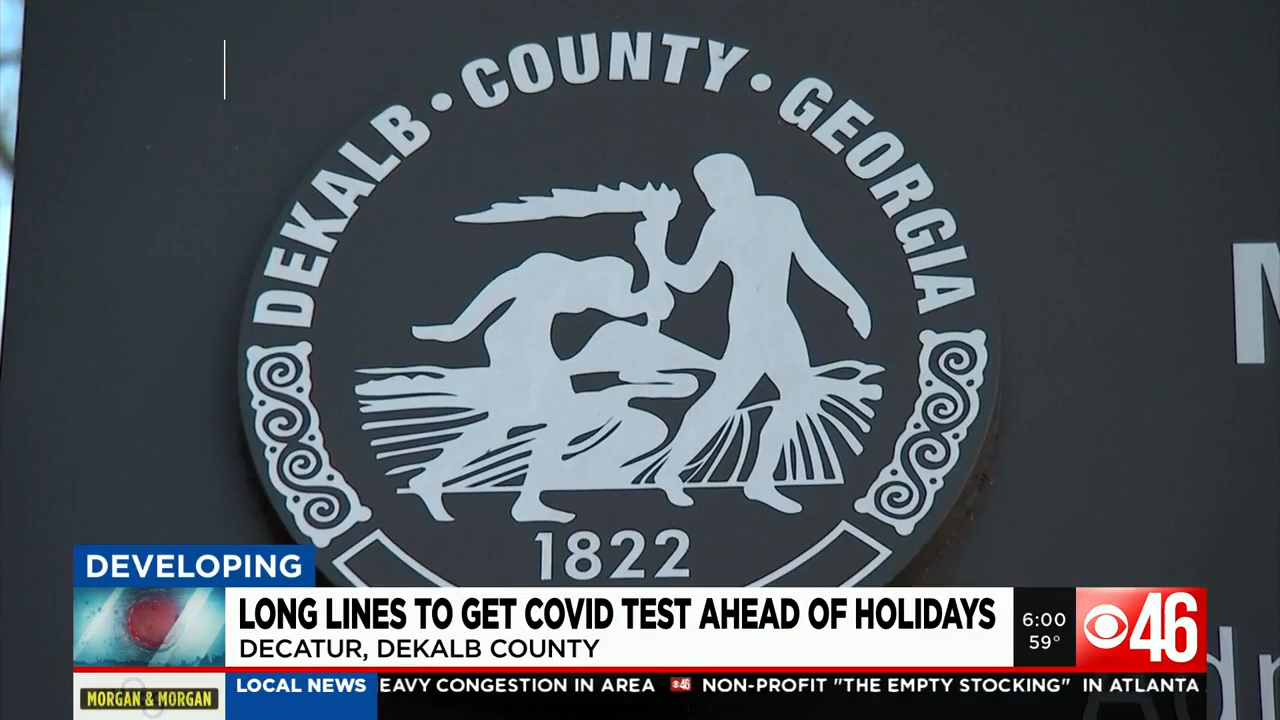 DEKALB • COUNTY • GEORGIA
1822
DEVELOPING
LONG LINES TO GET COVID TEST AHEAD OF HOLIDAYS
DECATUR, DEKALB COUNTY
6:00
59°
46
MORGAN & MORGAN
LOCAL NEWS
EAVY CONGESTION IN AREA 46 NON-PROFIT "THE EMPTY STOCKING" IN ATLANTA